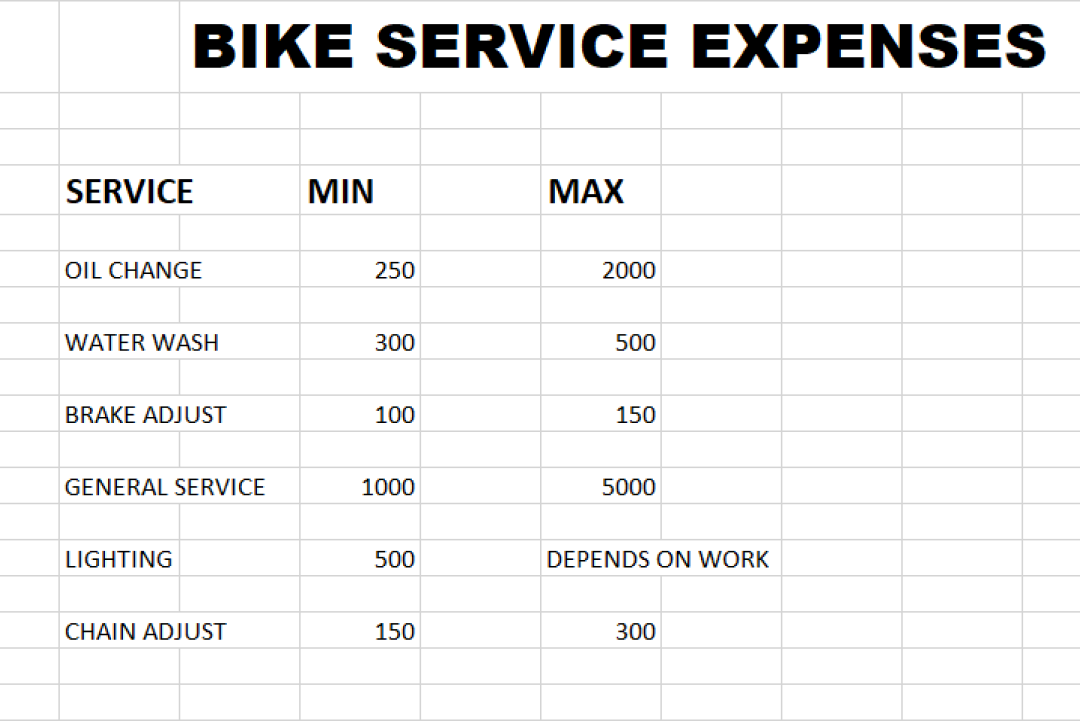 BIKE SERVICE EXPENSES
SERVICE MIN MAX
OIL CHANGE 250 2000
WATER WASH 300 500
BRAKE ADJUST 100 150
GENERAL SERVICE 1000 5000
LIGHTING 500 DEPENDS ON WORK
CHAIN ADJUST 150 300